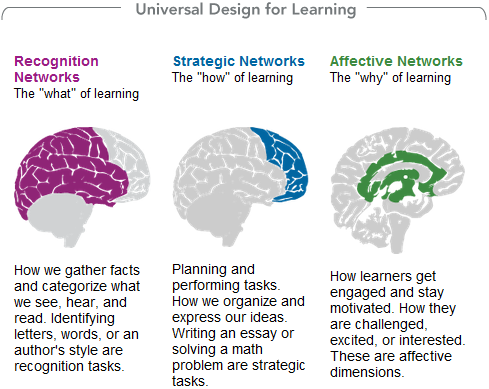 Universal Design for Learning
Recognition
Networks
The "what" of learning
Strategic Networks
The "how" of learning
Affective Networks
The "why" of learning
How we gather facts
and categorize what
we see, hear, and
read. Identifying
letters, words, or an
author's style are
recognition tasks.
Planning and
performing tasks.
How we organize and
express our ideas.
Writing an essay or
solving a math
problem are strategic
tasks.
How learners get
engaged and stay
motivated. How they
are challenged,
excited, or interested.
These are affective
dimensions.